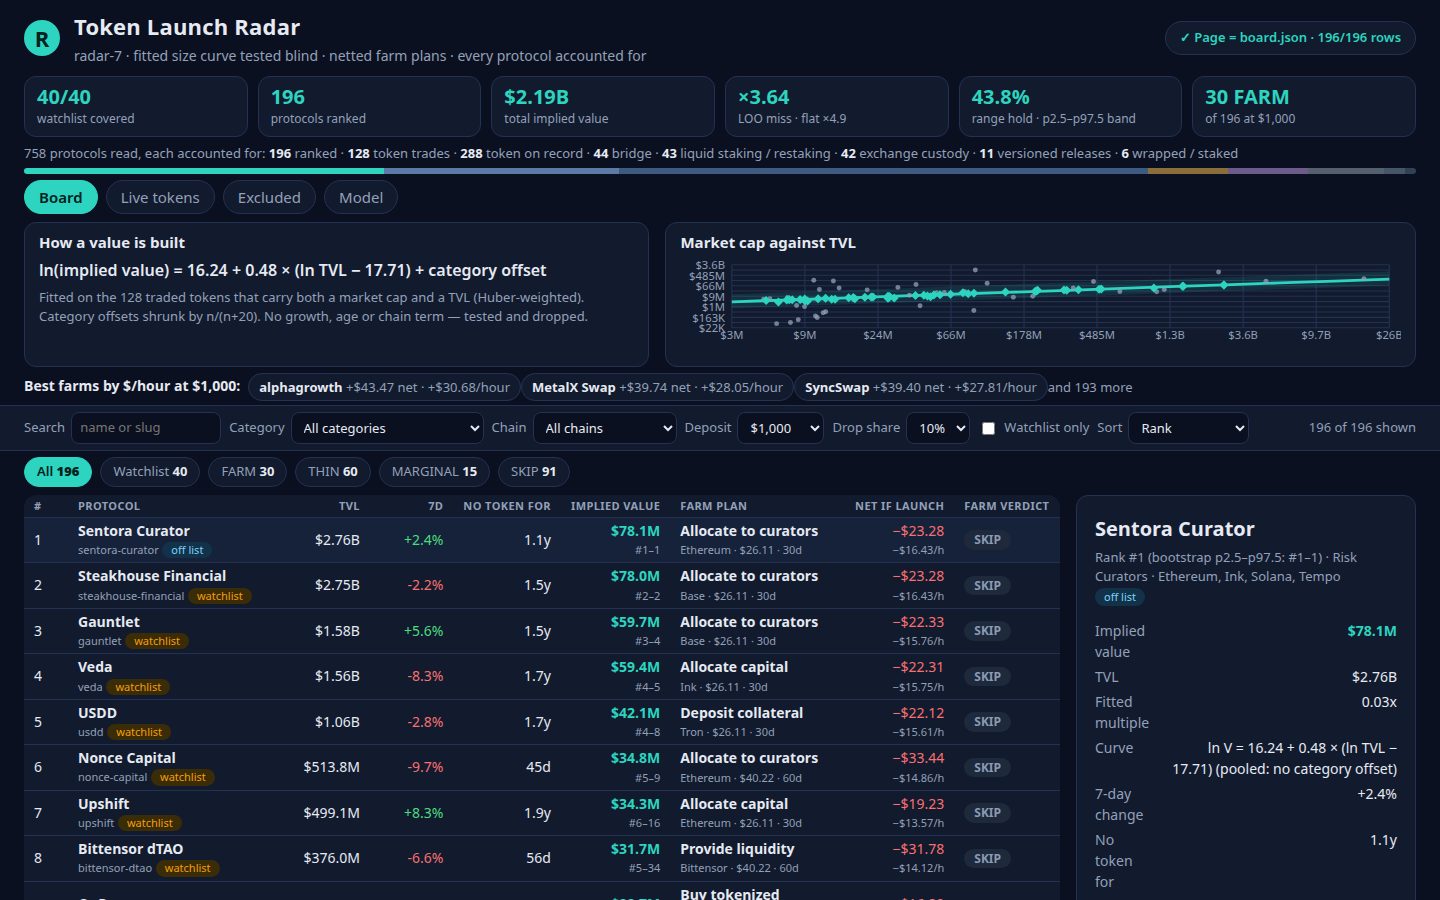 R
Token Launch Radar
radar-7 · fitted size curve tested blind · netted farm plans · every protocol accounted for
✓ Page = board.json · 196/196 rows
40/40
watchlist covered
196
protocols ranked
$2.19B
total implied value
×3.64
LOO miss · flat ×4.9
43.8%
range hold · p2.5–p97.5 band
30 FARM
of 196 at $1,000
758 protocols read, each accounted for: 196 ranked · 128 token trades · 288 token on record · 44 bridge · 43 liquid staking / restaking · 42 exchange custody · 11 versioned releases · 6 wrapped / staked
Board
Live tokens
Excluded
Model
How a value is built
ln(implied value) = 16.24 + 0.48 × (ln TVL − 17.71) + category offset
Fitted on the 128 traded tokens that carry both a market cap and a TVL (Huber-weighted).
Category offsets shrunk by n/(n+20). No growth, age or chain term — tested and dropped.
Market cap against TVL
$3.6B
$485M
$66M
$9M
$1M
$163K
$22K
$3M $9M $24M $66M $178M $485M $1.3B $3.6B $9.7B $26B
Best farms by $/hour at $1,000: alphagrowth +$43.47 net · +$30.68/hour MetalX Swap +$39.74 net · +$28.05/hour SyncSwap +$39.40 net · +$27.81/hour and 193 more
Search name or slug Category All categories Chain All chains Deposit $1,000 Drop share 10% Watchlist only Sort Rank 196 of 196 shown
All 196 Watchlist 40 FARM 30 THIN 60 MARGINAL 15 SKIP 91
# PROTOCOL TVL 7D NO TOKEN FOR IMPLIED VALUE FARM PLAN NET IF LAUNCH FARM VERDICT
1 Sentora Curator $2.76B +2.4% 1.1y $78.1M Allocate to curators −$23.28 SKIP
sentora-curator off list #1–1 Ethereum · $26.11 · 30d −$16.43/h
2 Steakhouse Financial $2.75B -2.2% 1.5y $78.0M Allocate to curators −$23.28 SKIP
steakhouse-financial watchlist #2–2 Base · $26.11 · 30d −$16.43/h
3 Gauntlet $1.58B +5.6% 1.5y $59.7M Allocate to curators −$22.33 SKIP
gauntlet watchlist #3–4 Base · $26.11 · 30d −$15.76/h
4 Veda $1.56B -8.3% 1.7y $59.4M Allocate capital −$22.31 SKIP
veda watchlist #4–5 Ink · $26.11 · 30d −$15.75/h
5 USDD $1.06B -2.8% 1.7y $42.1M Deposit collateral −$22.12 SKIP
usdd watchlist #4–8 Tron · $26.11 · 30d −$15.61/h
6 Nonce Capital $513.8M -9.7% 45d $34.8M Allocate to curators −$33.44 SKIP
nonce-capital watchlist #5–9 Ethereum · $40.22 · 60d −$14.86/h
7 Upshift $499.1M +8.3% 1.9y $34.3M Allocate capital −$19.23 SKIP
upshift watchlist #6–16 Ethereum · $26.11 · 30d −$13.57/h
8 Bittensor dTAO $376.0M -6.6% 56d $31.7M Provide liquidity −$31.78 SKIP
bittensor-dtao watchlist #5–34 Bittensor · $40.22 · 60d −$14.12/h
Buy tokenized
Sentora Curator
Rank #1 (bootstrap p2.5–p97.5: #1–1) · Risk
Curators · Ethereum, Ink, Solana, Tempo
off list
Implied value $78.1M
TVL $2.76B
Fitted multiple 0.03x
Curve ln V = 16.24 + 0.48 × (ln TVL −
17.71) (pooled: no category offset)
7-day change +2.4%
No token for 1.1y